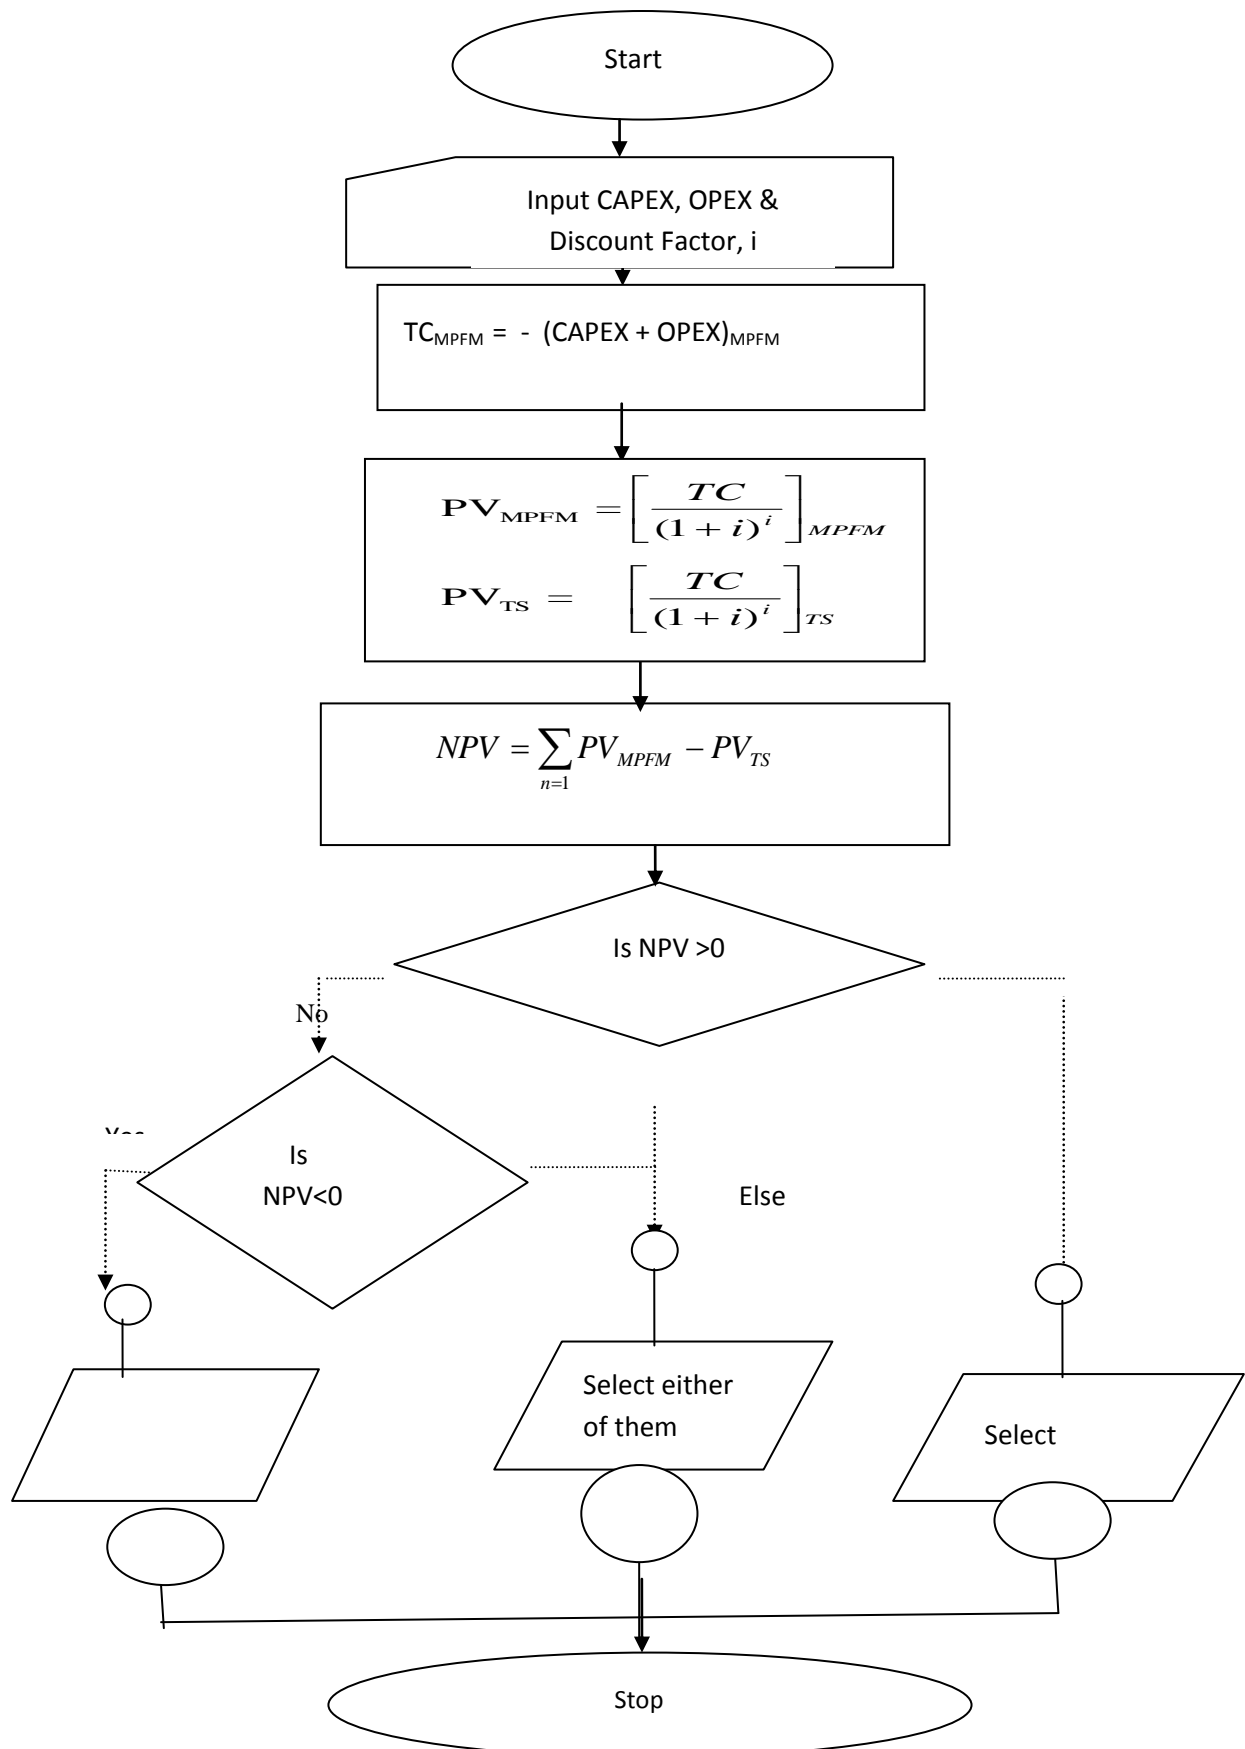 Start
Input CAPEX, OPEX &
Discount Factor, i
TC_MPFM = - (CAPEX + OPEX)_MPFM
PV_MPFM = [TC / (1 + i)^i]_MPFM
PV_TS = [TC / (1 + i)^i]_TS
NPV = ∑_{n=1} PV_MPFM − PV_TS
Is NPV >0
No
Is
NPV<0
Else
Select either
of them
Select
Stop